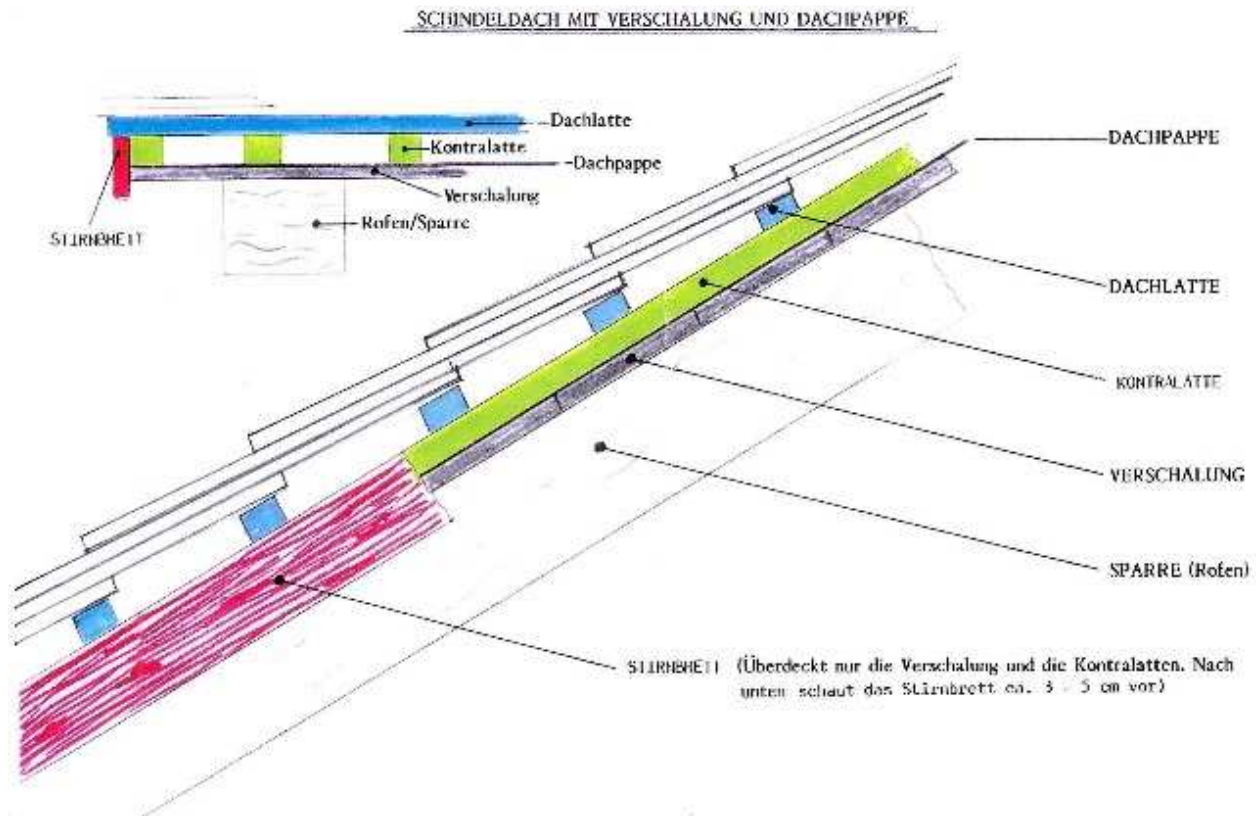 SCHINDELDACH MIT VERSCHALUNG UND DACHPAPPE
Dachlatte
Kontralatte
Dachpappe
Verschalung
Rofen/Sparre
STIRNBRETT
DACHPAPPE
DACHLATTE
KONTRALATTE
VERSCHALUNG
SPARRE (Rofen)
STIRNBRETT (Überdeckt nur die Verschalung und die Kontralatten. Nach
unten schaut das Stirnbrett ca. 3 - 5 cm vor)